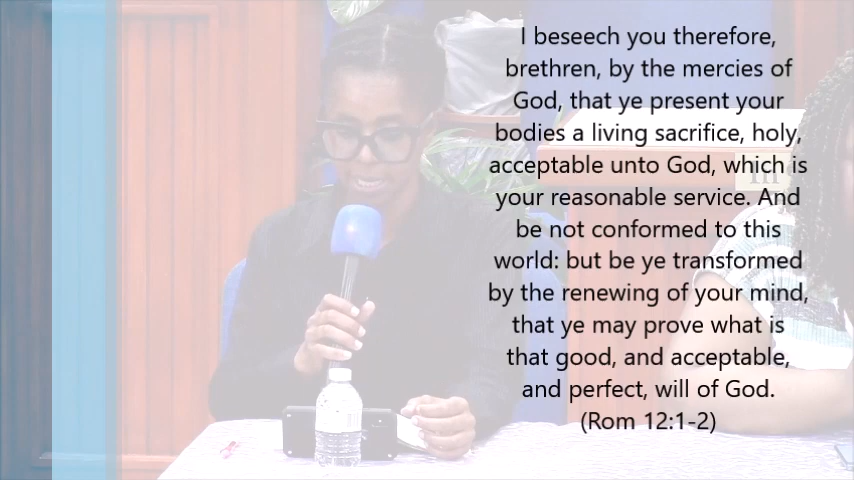 I beseech you therefore,
brethren, by the mercies of
God, that ye present your
bodies a living sacrifice, holy,
acceptable unto God, which is
your reasonable service. And
be not conformed to this
world: but be ye transformed
by the renewing of your mind,
that ye may prove what is
that good, and acceptable,
and perfect, will of God.
(Rom 12:1-2)